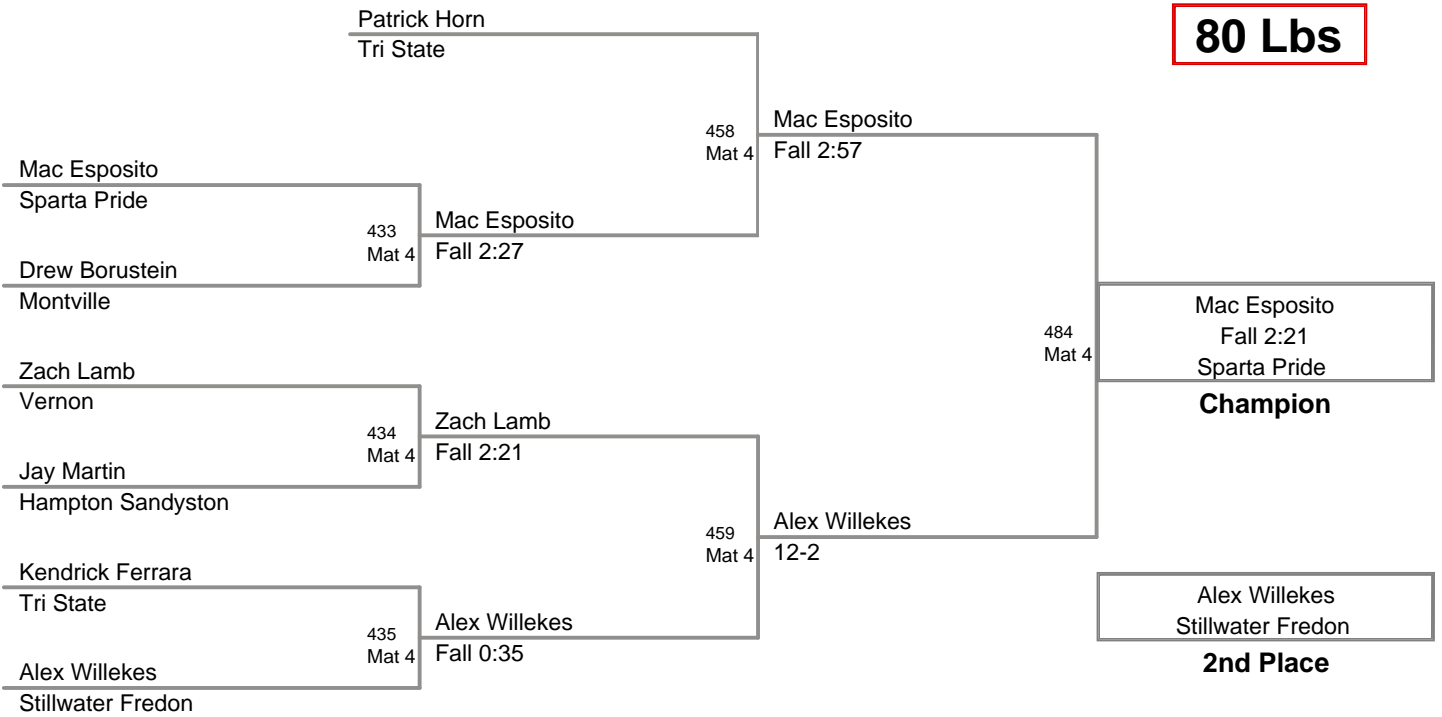 Patrick Horn
Tri State
80 Lbs
458
Mat 4
Mac Esposito
Fall 2:57
Mac Esposito
Sparta Pride
433
Mat 4
Mac Esposito
Fall 2:27
Drew Borustein
Montville
484
Mat 4
Mac Esposito
Fall 2:21
Sparta Pride
Champion
Zach Lamb
Vernon
434
Mat 4
Zach Lamb
Fall 2:21
Jay Martin
Hampton Sandyston
459
Mat 4
Alex Willekes
12-2
Kendrick Ferrara
Tri State
435
Mat 4
Alex Willekes
Fall 0:35
Alex Willekes
Stillwater Fredon
Alex Willekes
Stillwater Fredon
2nd Place